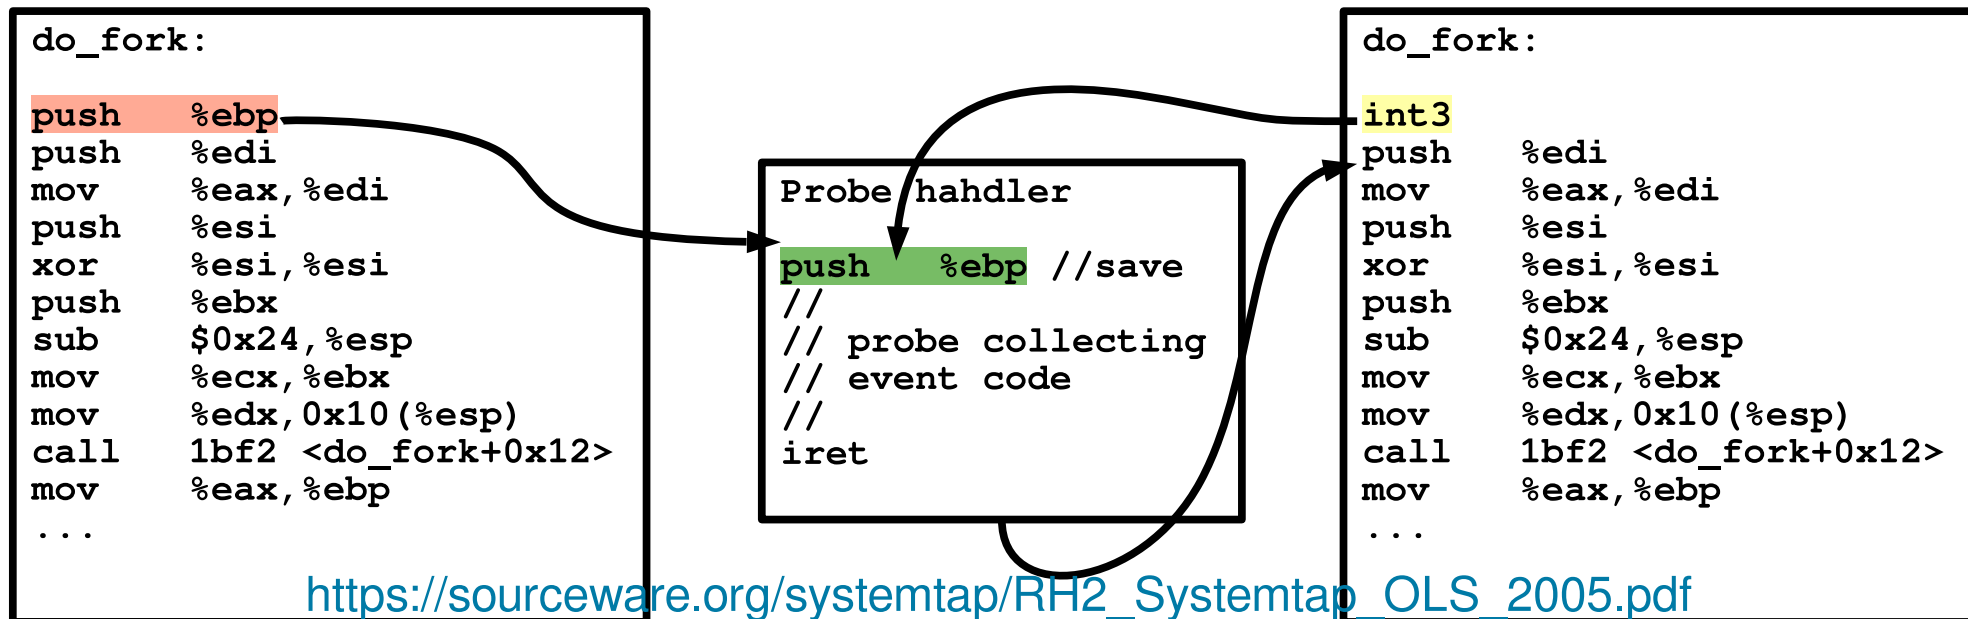 do_fork:
push %ebp
push %edi
mov %eax,%edi
push %esi
xor %esi,%esi
push %ebx
sub $0x24,%esp
mov %ecx,%ebx
mov %edx,0x10(%esp)
call 1bf2 <do_fork+0x12>
mov %eax,%ebp
...
Probe hahdler
push %ebp //save
//
// probe collecting
// event code
//
iret
do_fork:
int3
push %edi
mov %eax,%edi
push %esi
xor %esi,%esi
push %ebx
sub $0x24,%esp
mov %ecx,%ebx
mov %edx,0x10(%esp)
call 1bf2 <do_fork+0x12>
mov %eax,%ebp
...
https://sourceware.org/systemtap/RH2_Systemtap_OLS_2005.pdf